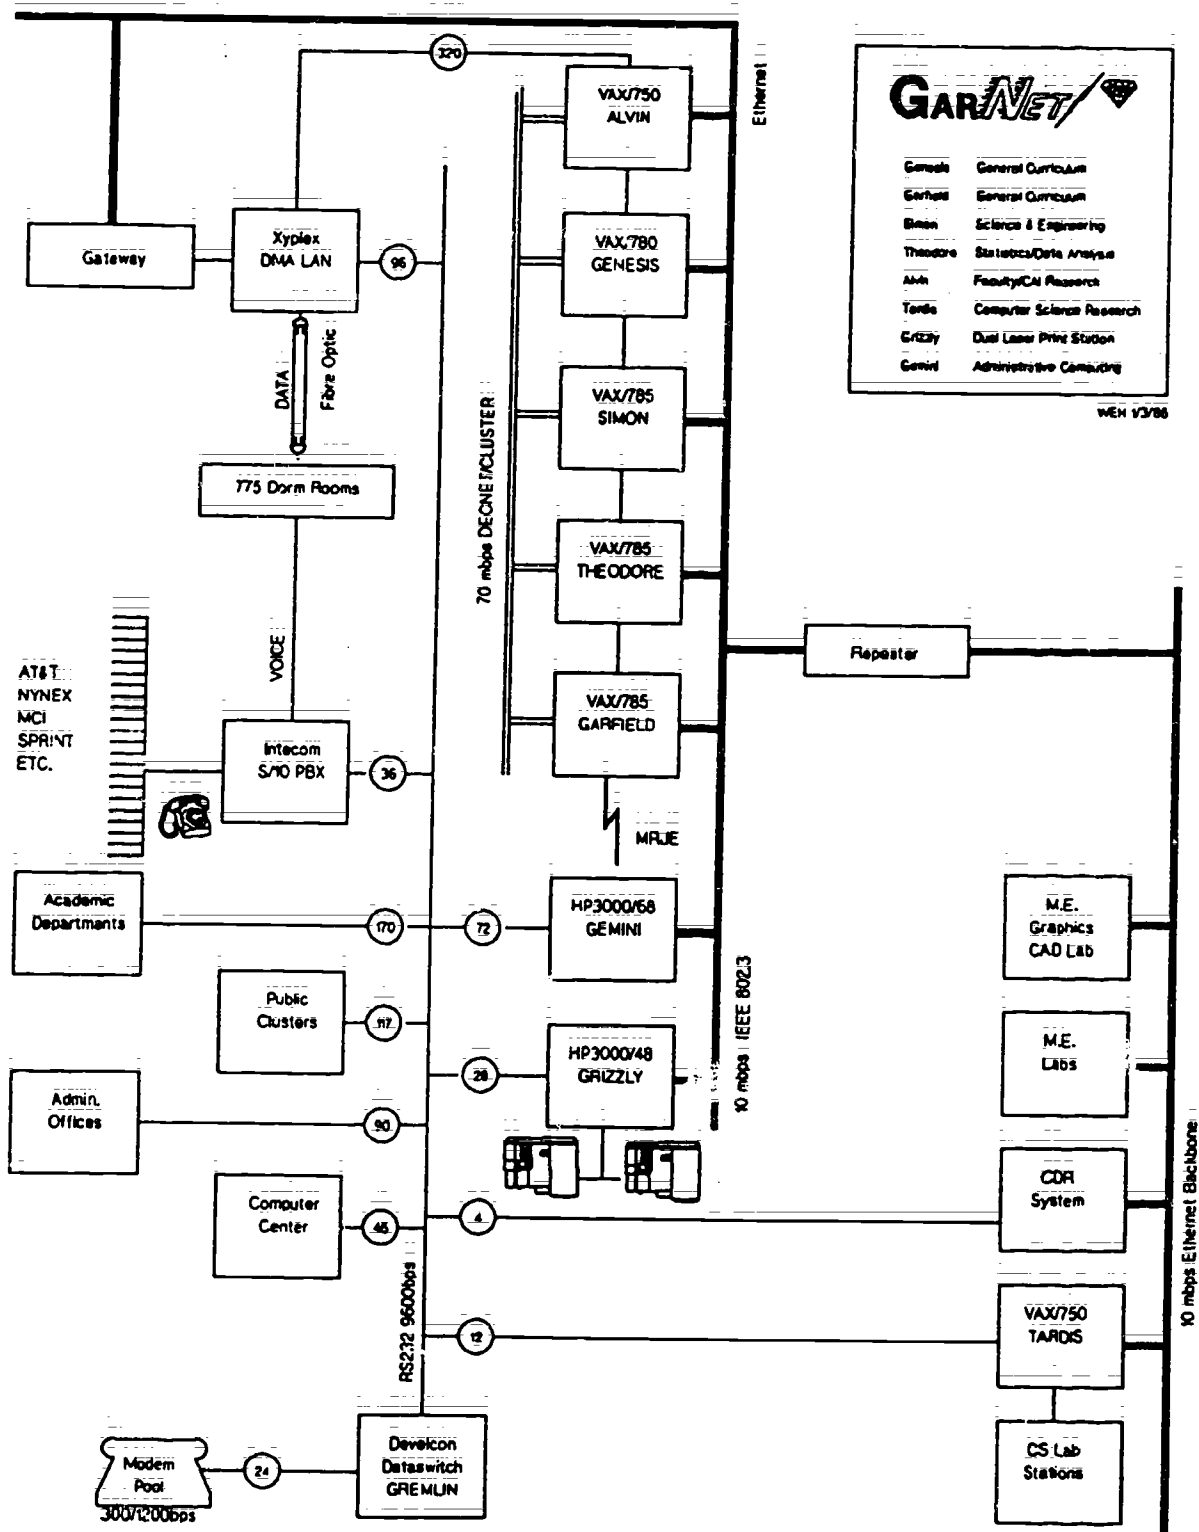 320
Ethernet
VAX/750
ALVIN
GARNET
Genesis General Curriculum
Garfield General Curriculum
Simon Science & Engineering
Theodore Statistics/Data Analysis
Alvin Faculty/CAI Research
Tardis Computer Science Research
Grizzly Dual Laser Print Station
Gemini Administrative Computing
WEH 1/3/86
Gateway
Xyplex
DMA LAN
96
VAX/780
GENESIS
DATA
Fibre Optic
VAX/785
SIMON
70 mbps DECNET/CLUSTER
775 Dorm Rooms
VAX/785
THEODORE
VOICE
Repeater
AT&T
NYNEX
MCI
SPRINT
ETC.
Intecom
S/10 PBX
36
VAX/785
GARFIELD
MRJE
Academic
Departments
170
72
HP3000/68
GEMINI
M.E.
Graphics
CAD Lab
Public
Clusters
117
10 mbps IEEE 802.3
28
HP3000/48
GRIZZLY
M.E.
Labs
Admin.
Offices
90
Computer
Center
45
4
CDR
System
10 mbps Ethernet Backbone
RS232 9600bps
12
VAX/750
TARDIS
Modem
Pool
300/1200bps
24
Develcon
Dataswitch
GREMLIN
CS Lab
Stations